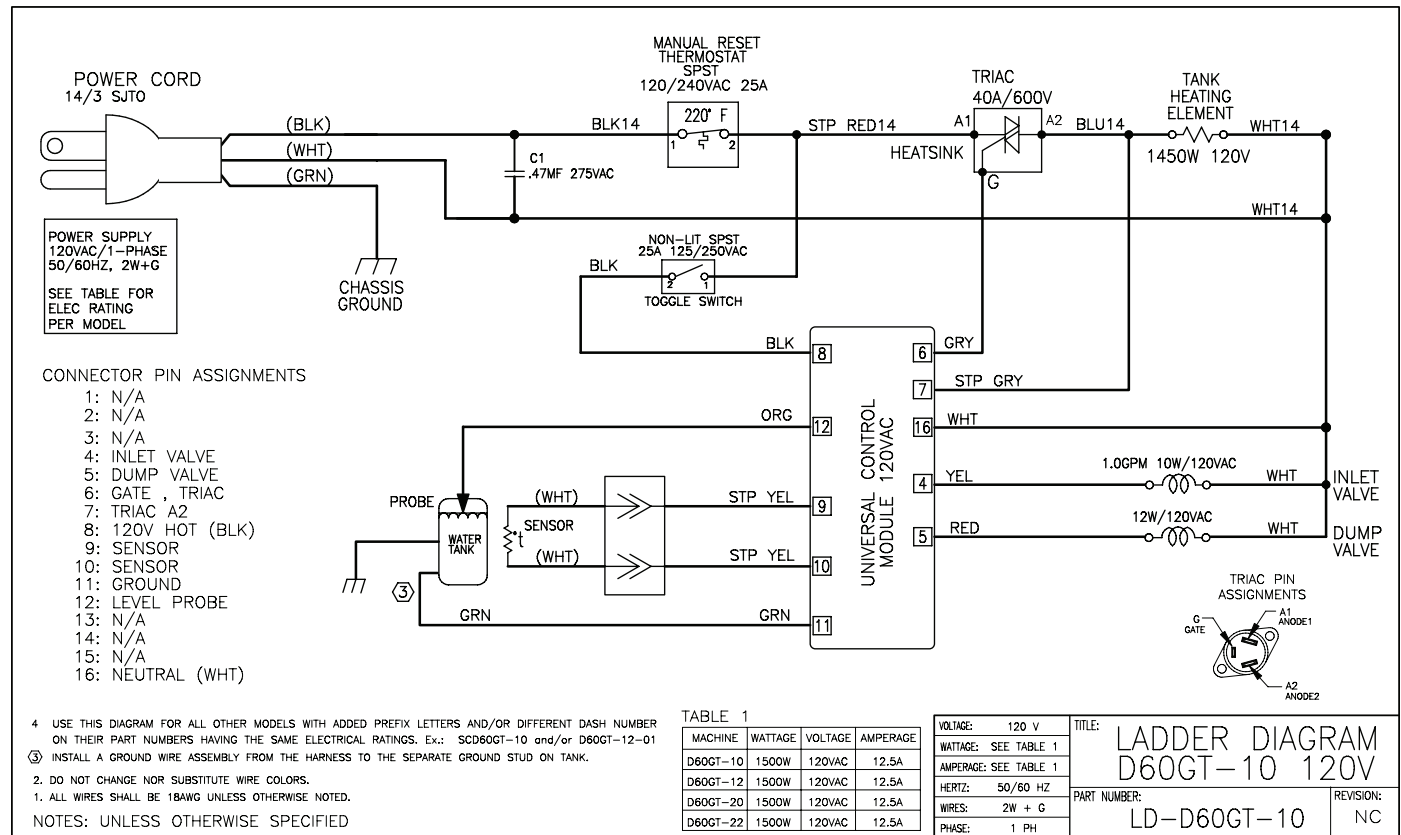 POWER CORD
14/3 SJTO
(BLK)
(WHT)
(GRN)
CHASSIS
GROUND
POWER SUPPLY
120VAC/1-PHASE
50/60HZ, 2W+G
SEE TABLE FOR
ELEC RATING
PER MODEL
C1
.47MF 275VAC
BLK14
MANUAL RESET
THERMOSTAT
SPST
120/240VAC 25A
220° F
1 2
STP RED14
TRIAC
40A/600V
A1 A2
HEATSINK
G
BLU14
TANK
HEATING
ELEMENT
1450W 120V
WHT14
WHT14
NON-LIT SPST
25A 125/250VAC
BLK
2 1
TOGGLE SWITCH
BLK
8
ORG
12
STP YEL
9
STP YEL
10
GRN
GRN
11
UNIVERSAL CONTROL
MODULE 120VAC
6
GRY
7
STP GRY
16
WHT
4
YEL
1.0GPM 10W/120VAC
WHT
INLET
VALVE
5
RED
12W/120VAC
WHT
DUMP
VALVE
PROBE
WATER
TANK
3
(WHT)
SENSOR
t
(WHT)
CONNECTOR PIN ASSIGNMENTS
1: N/A
2: N/A
3: N/A
4: INLET VALVE
5: DUMP VALVE
6: GATE , TRIAC
7: TRIAC A2
8: 120V HOT (BLK)
9: SENSOR
10: SENSOR
11: GROUND
12: LEVEL PROBE
13: N/A
14: N/A
15: N/A
16: NEUTRAL (WHT)
TRIAC PIN
ASSIGNMENTS
G
GATE
A1
ANODE1
A2
ANODE2
4 USE THIS DIAGRAM FOR ALL OTHER MODELS WITH ADDED PREFIX LETTERS AND/OR DIFFERENT DASH NUMBER
ON THEIR PART NUMBERS HAVING THE SAME ELECTRICAL RATINGS. Ex.: SCD60GT-10 and/or D60GT-12-01
3 INSTALL A GROUND WIRE ASSEMBLY FROM THE HARNESS TO THE SEPARATE GROUND STUD ON TANK.
2. DO NOT CHANGE NOR SUBSTITUTE WIRE COLORS.
1. ALL WIRES SHALL BE 18AWG UNLESS OTHERWISE NOTED.
NOTES: UNLESS OTHERWISE SPECIFIED
TABLE 1
MACHINE WATTAGE VOLTAGE AMPERAGE
D60GT-10 1500W 120VAC 12.5A
D60GT-12 1500W 120VAC 12.5A
D60GT-20 1500W 120VAC 12.5A
D60GT-22 1500W 120VAC 12.5A
VOLTAGE: 120 V
WATTAGE: SEE TABLE 1
AMPERAGE: SEE TABLE 1
HERTZ: 50/60 HZ
WIRES: 2W + G
PHASE: 1 PH
TITLE:
LADDER DIAGRAM
D60GT-10 120V
PART NUMBER:
LD-D60GT-10
REVISION:
NC